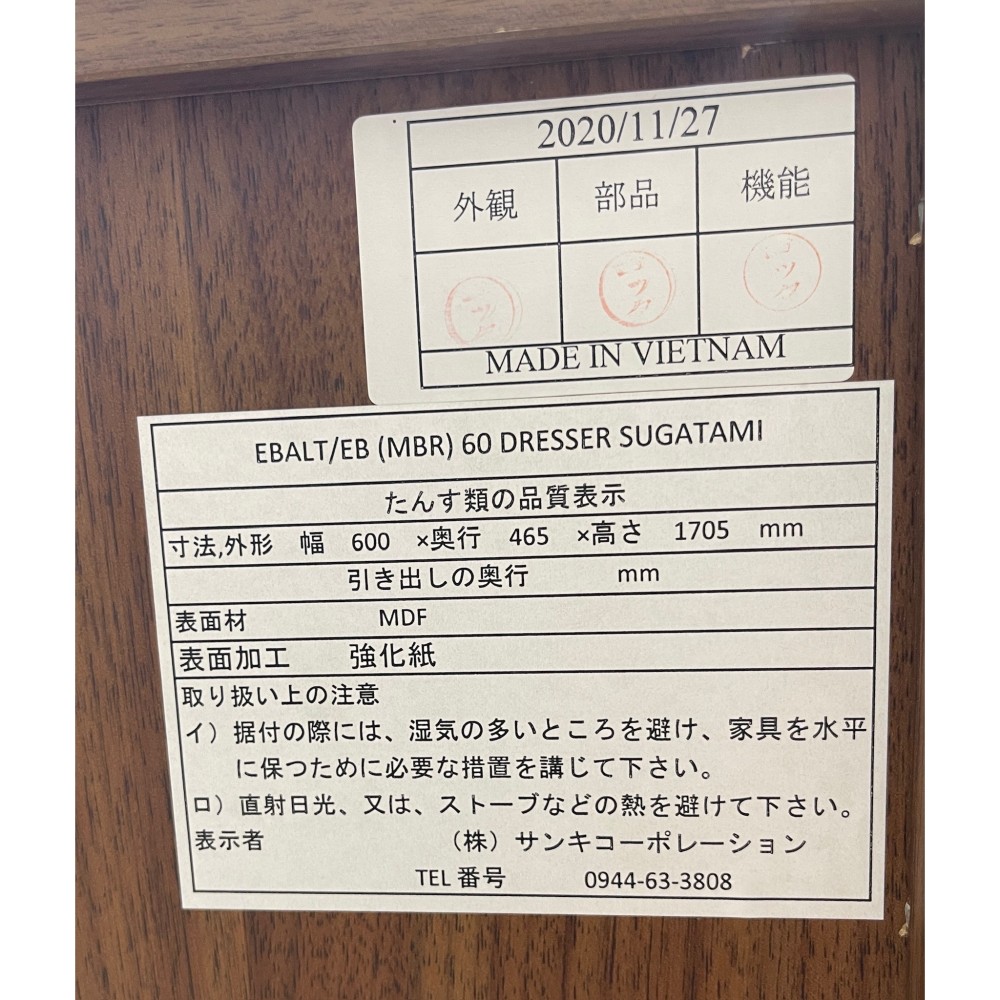 2020/11/27
外観 部品 機能
MADE IN VIETNAM
EBALT/EB (MBR) 60 DRESSER SUGATAMI
たんす類の品質表示
寸法,外形 幅 600 ×奥行 465 ×高さ 1705 mm
引き出しの奥行 mm
表面材 MDF
表面加工 強化紙
取り扱い上の注意
イ）据付の際には、湿気の多いところを避け、家具を水平
に保つために必要な措置を講じて下さい。
ロ）直射日光、又は、ストーブなどの熱を避けて下さい。
表示者 （株）サンキコーポレーション
TEL 番号 0944-63-3808